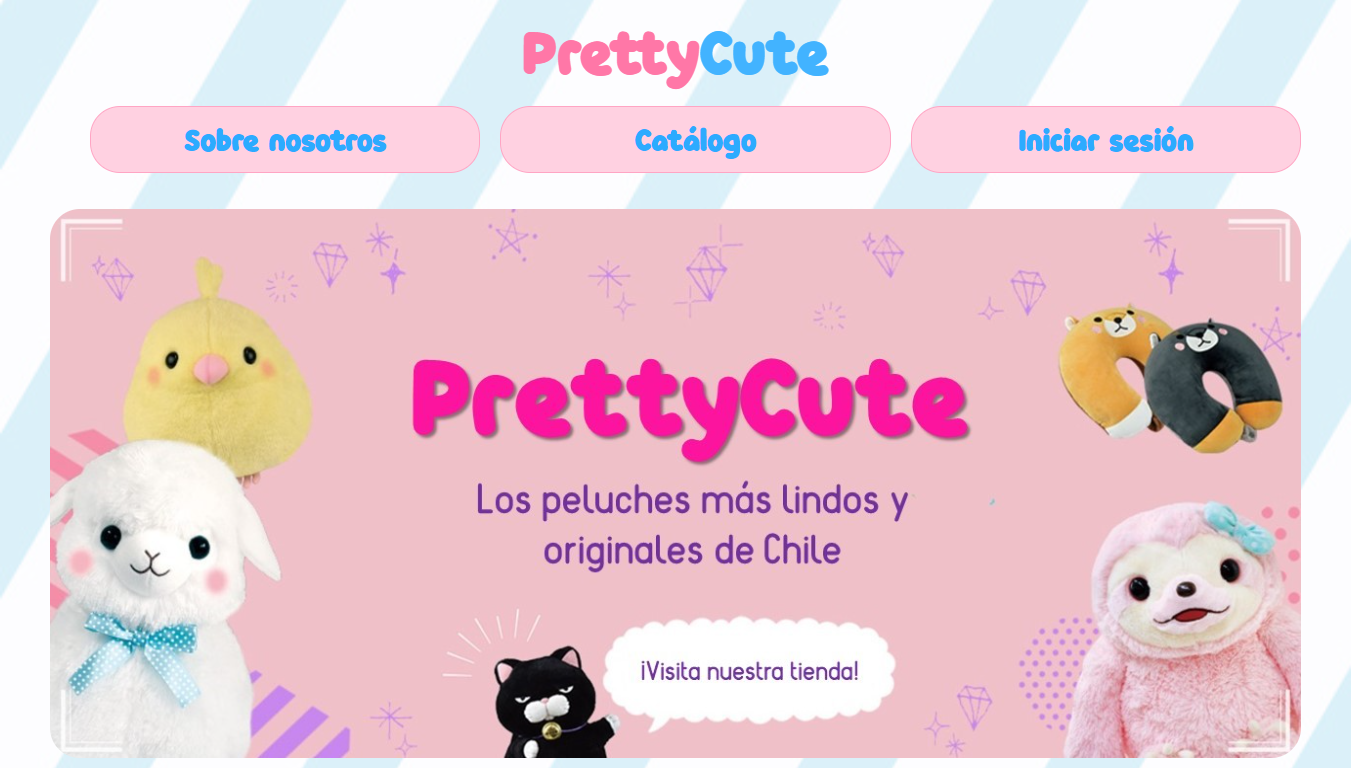 PrettyCute
Sobre nosotros
Catálogo
Iniciar sesión
PrettyCute
Los peluches más lindos y
originales de Chile
¡Visita nuestra tienda!